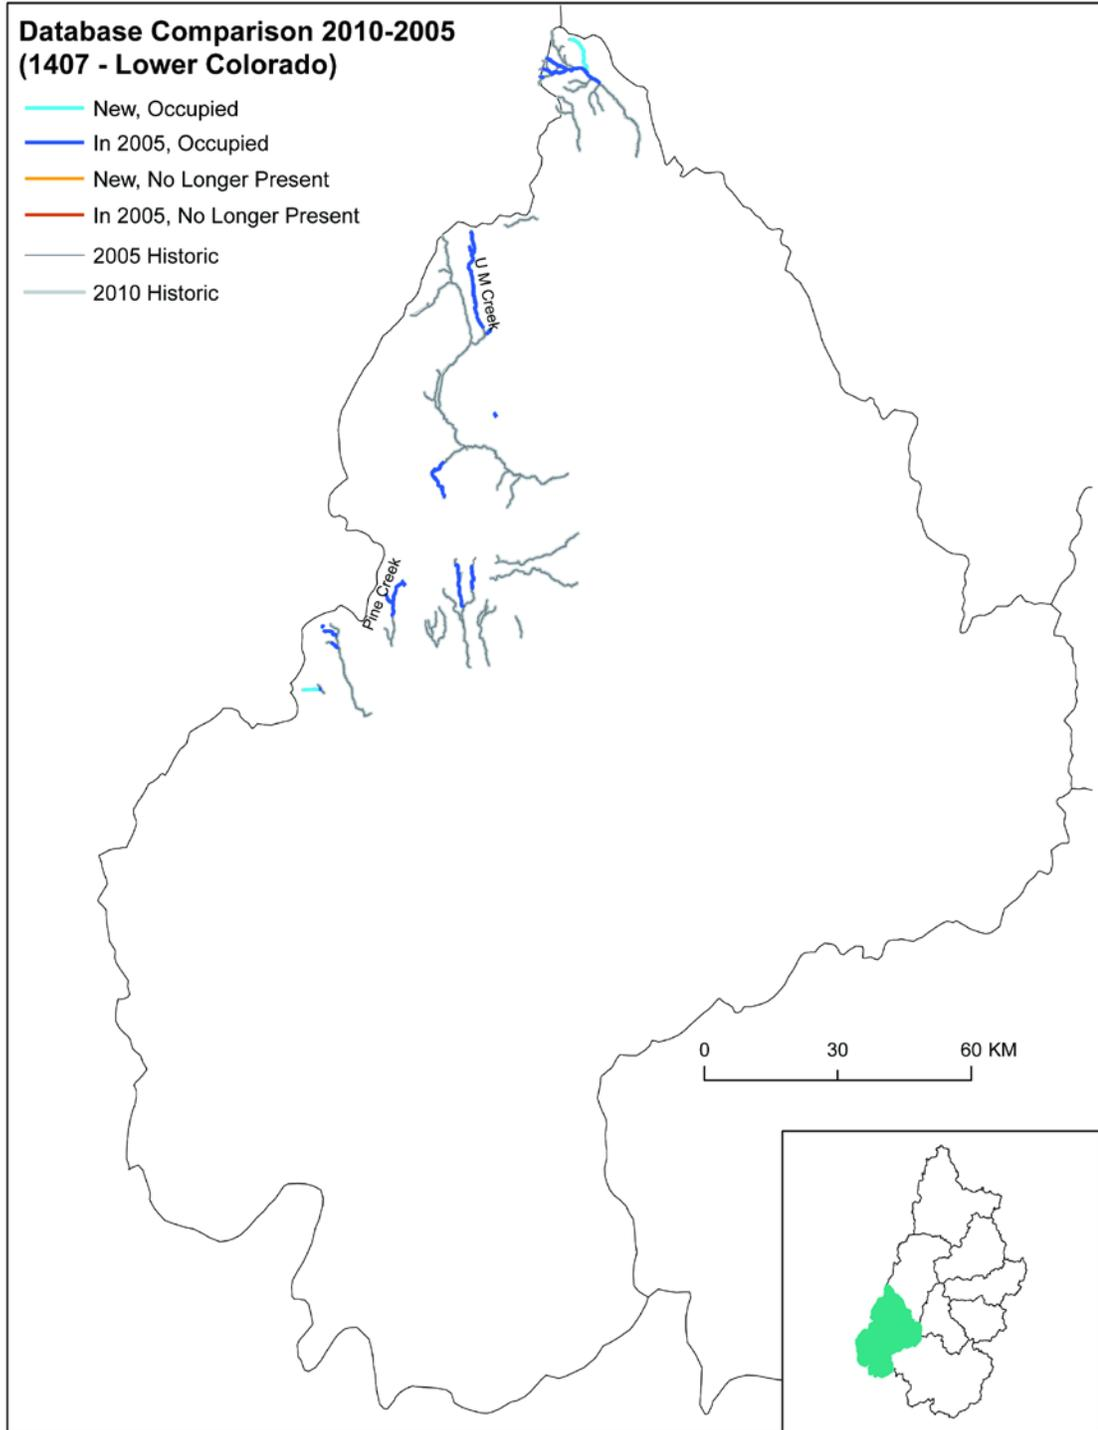 Database Comparison 2010-2005
(1407 - Lower Colorado)
New, Occupied
In 2005, Occupied
New, No Longer Present
In 2005, No Longer Present
2005 Historic
2010 Historic
U M Creek
Pine Creek
0 30 60 KM